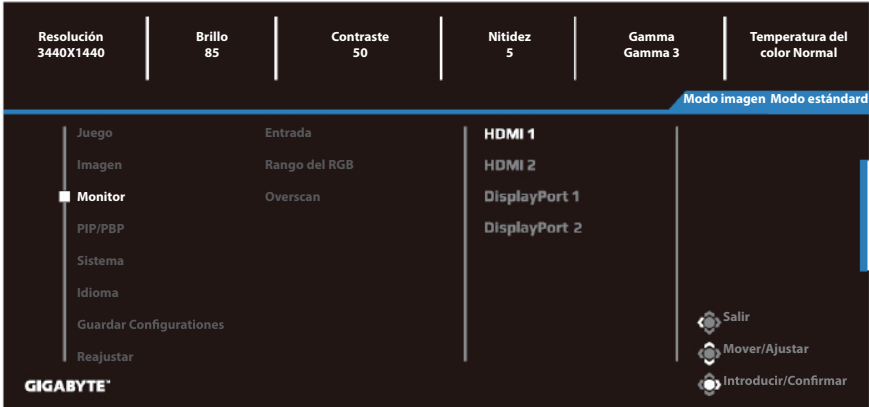 Resolución
3440X1440
Brillo
85
Contraste
50
Nitidez
5
Gamma
Gamma 3
Temperatura del
color Normal
Modo imagen Modo estándard
Juego
Imagen
Monitor
PIP/PBP
Sistema
Idioma
Guardar Configurationes
Reajustar
Entrada
Rango del RGB
Overscan
HDMI 1
HDMI 2
DisplayPort 1
DisplayPort 2
Salir
Mover/Ajustar
Introducir/Confirmar
GIGABYTE™